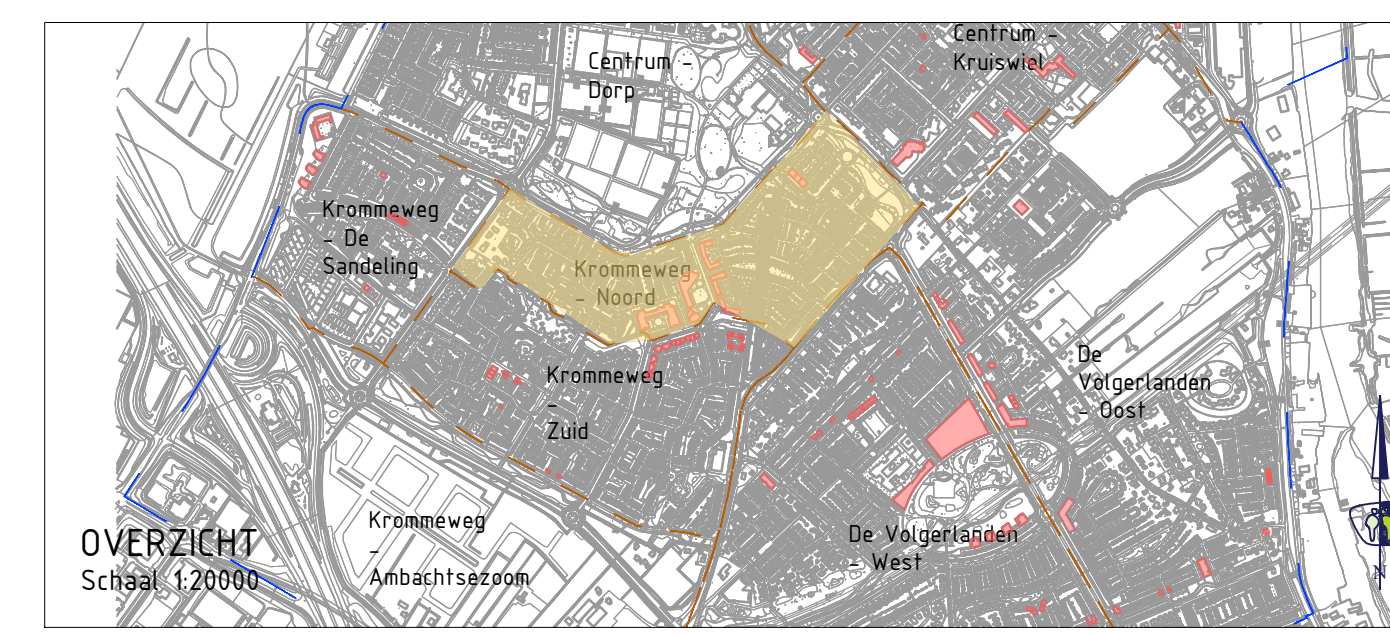 Centrum –
Kruiswiel
Centrum –
Dorp
Krommeweg
– De
Sandeling
Krommeweg
– Noord
De
Volgerlanden
– Oost
Krommeweg
–
Zuid
De Volgerlanden
– West
Krommeweg
–
Ambachtsezoom
OVERZICHT
Schaal 1:20000
N